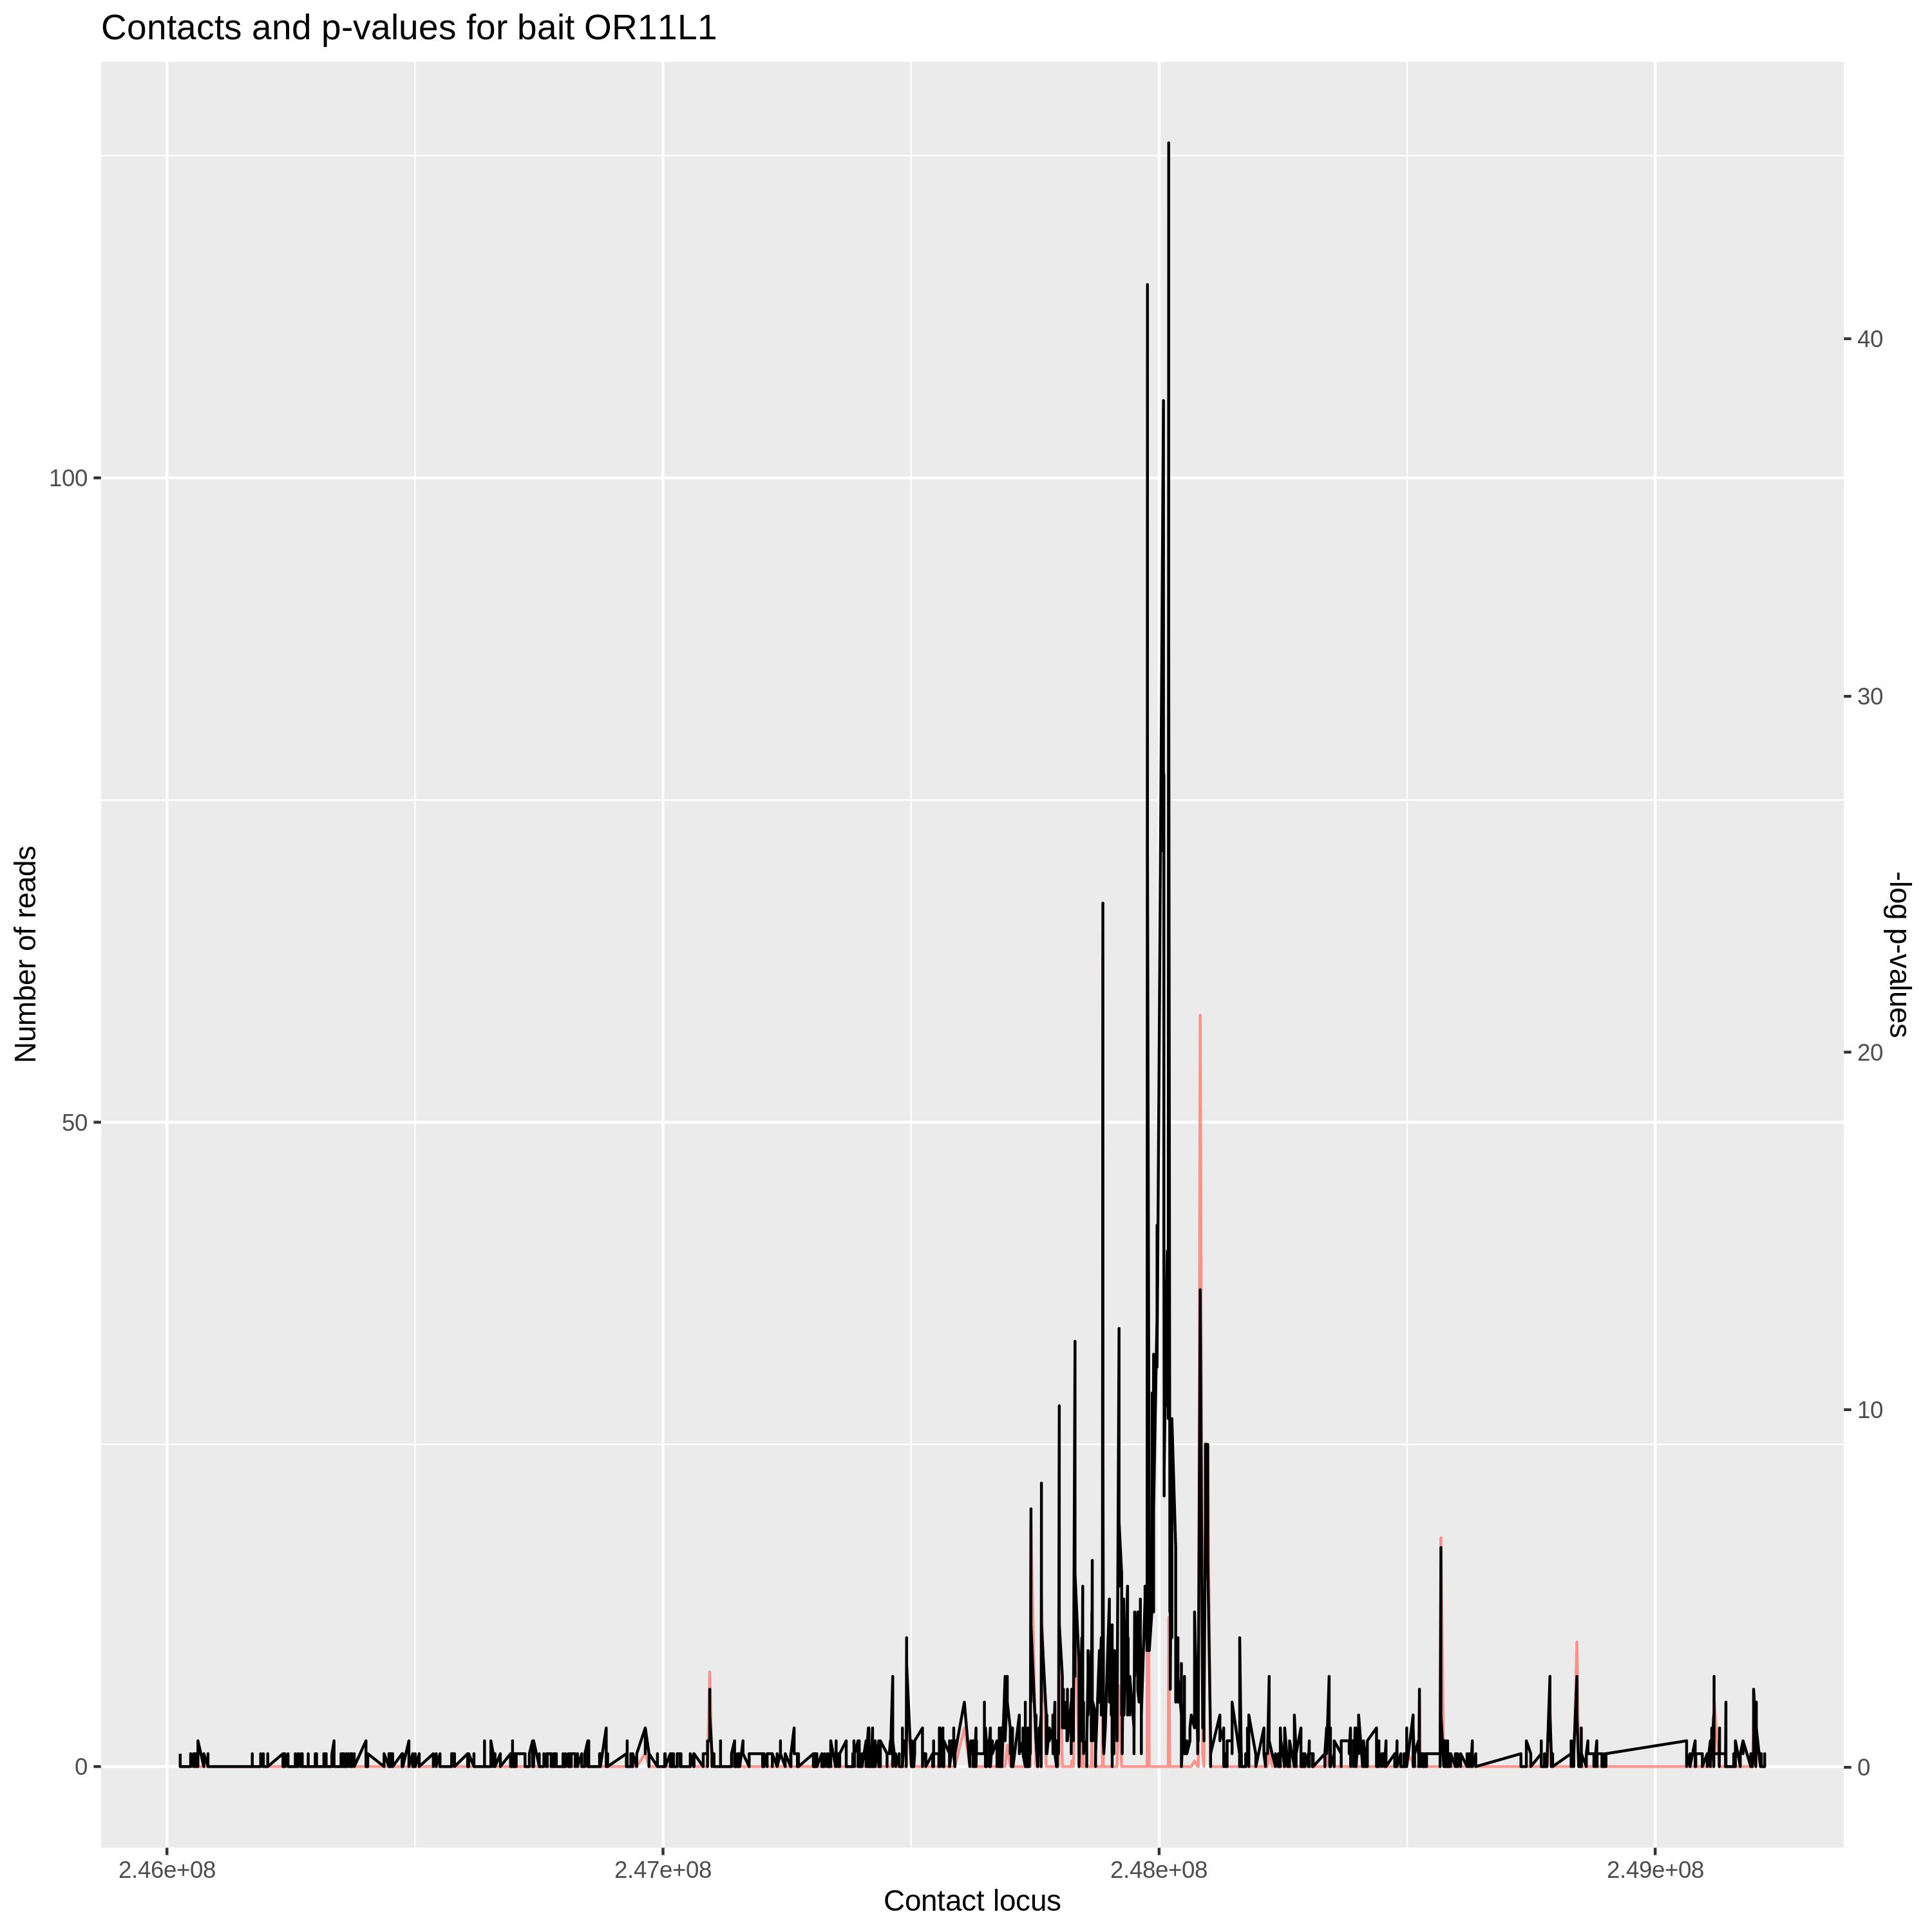 Contacts and p-values for bait OR11L1
Number of reads
100
50
0
40
30
20
10
0
-log p-values
2.46e+08 2.47e+08 2.48e+08 2.49e+08
Contact locus